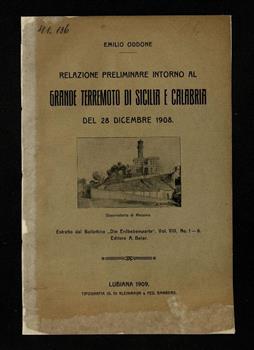 41.136
EMILIO ODDONE
RELAZIONE PRELIMINARE INTORNO AL
GRANDE TERREMOTO DI SICILIA E CALABRIA
DEL 28 DICEMBRE 1908.
Osservatorio di Messina
Estratto dal Bollettino „Die Erdbebenwarte“, Vol. VIII, No. 1–6.
Editore A. Belar.
LUBIANA 1909.
TIPOGRAFIA IG. DI KLEINMAYR & FED. BAMBERG.